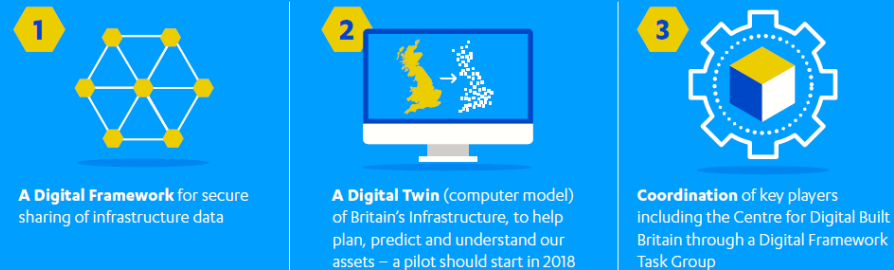 1
A Digital Framework for secure
sharing of infrastructure data
2
A Digital Twin (computer model)
of Britain's Infrastructure, to help
plan, predict and understand our
assets – a pilot should start in 2018
3
Coordination of key players
including the Centre for Digital Built
Britain through a Digital Framework
Task Group